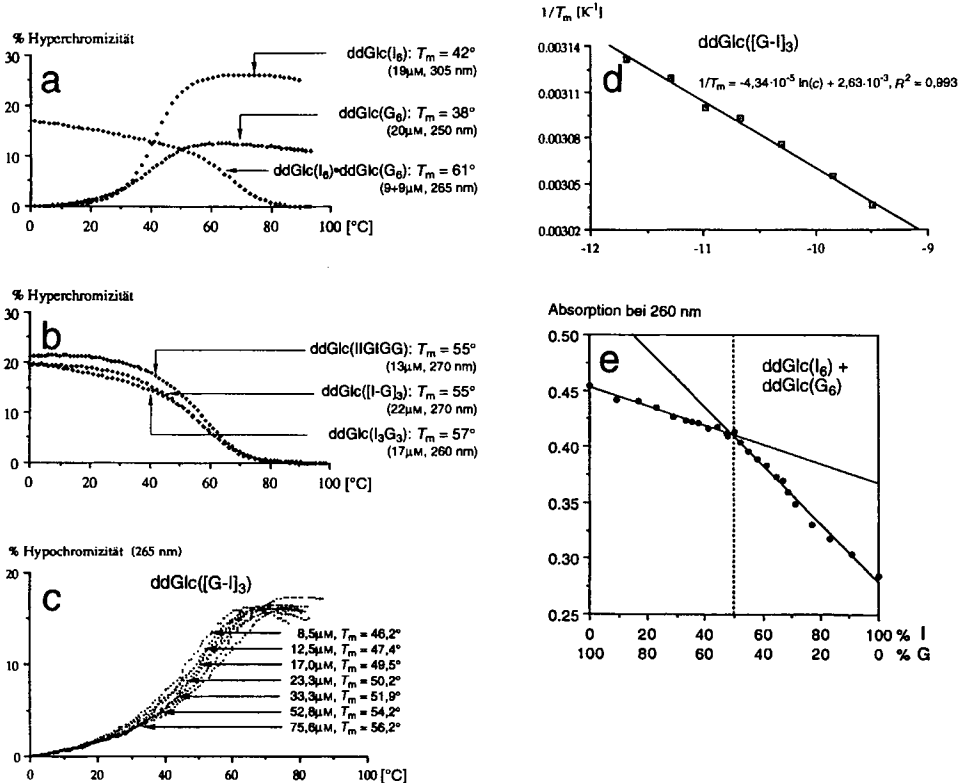 % Hyperchromizität
30
a
ddGlc(I₆): Tₘ = 42°
(19μM, 305 nm)
20
ddGlc(G₆): Tₘ = 38°
(20μM, 250 nm)
10
ddGlc(I₆)•ddGlc(G₆): Tₘ = 61°
(9+9μM, 265 nm)
0
0 20 40 60 80 100 [°C]
% Hyperchromizität
30
b
ddGlc(IIGIGG): Tₘ = 55°
(13μM, 270 nm)
20
ddGlc([I-G]₃): Tₘ = 55°
(22μM, 270 nm)
10
ddGlc(I₃G₃): Tₘ = 57°
(17μM, 260 nm)
0
0 20 40 60 80 100 [°C]
% Hypochromizität (265 nm)
20
c
ddGlc([G-I]₃)
8,5μM, Tₘ = 46,2°
12,5μM, Tₘ = 47,4°
10
17,0μM, Tₘ = 49,5°
23,3μM, Tₘ = 50,2°
33,3μM, Tₘ = 51,9°
52,8μM, Tₘ = 54,2°
75,6μM, Tₘ = 56,2°
0
0 20 40 60 80 100 [°C]
1/Tₘ [K⁻¹]
0.00314
ddGlc([G-I]₃)
d
1/Tₘ = -4,34·10⁻⁵ ln(c) + 2,63·10⁻³, R² = 0,993
0.00311
0.00308
0.00305
0.00302
-12 -11 -10 -9
Absorption bei 260 nm
0.50
e
ddGlc(I₆) +
ddGlc(G₆)
0.45
0.40
0.35
0.30
0.25
0 20 40 60 80 100 % I
100 80 60 40 20 0 % G